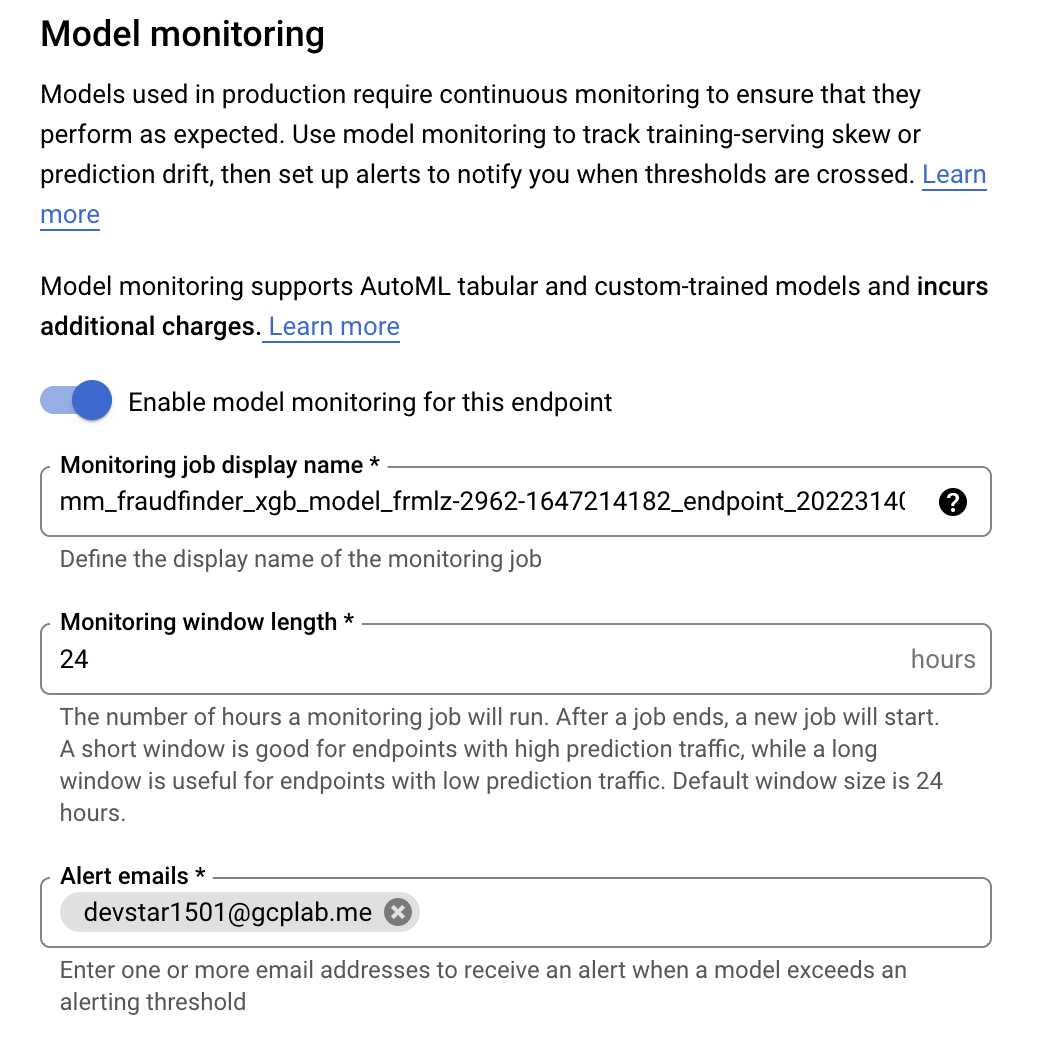 Model monitoring
Models used in production require continuous monitoring to ensure that they
perform as expected. Use model monitoring to track training-serving skew or
prediction drift, then set up alerts to notify you when thresholds are crossed. Learn
more
Model monitoring supports AutoML tabular and custom-trained models and incurs
additional charges. Learn more
Enable model monitoring for this endpoint
Monitoring job display name *
mm_fraudfinder_xgb_model_frmlz-2962-1647214182_endpoint_20223140
Define the display name of the monitoring job
Monitoring window length *
24 hours
The number of hours a monitoring job will run. After a job ends, a new job will start.
A short window is good for endpoints with high prediction traffic, while a long
window is useful for endpoints with low prediction traffic. Default window size is 24
hours.
Alert emails *
devstar1501@gcplab.me
Enter one or more email addresses to receive an alert when a model exceeds an
alerting threshold